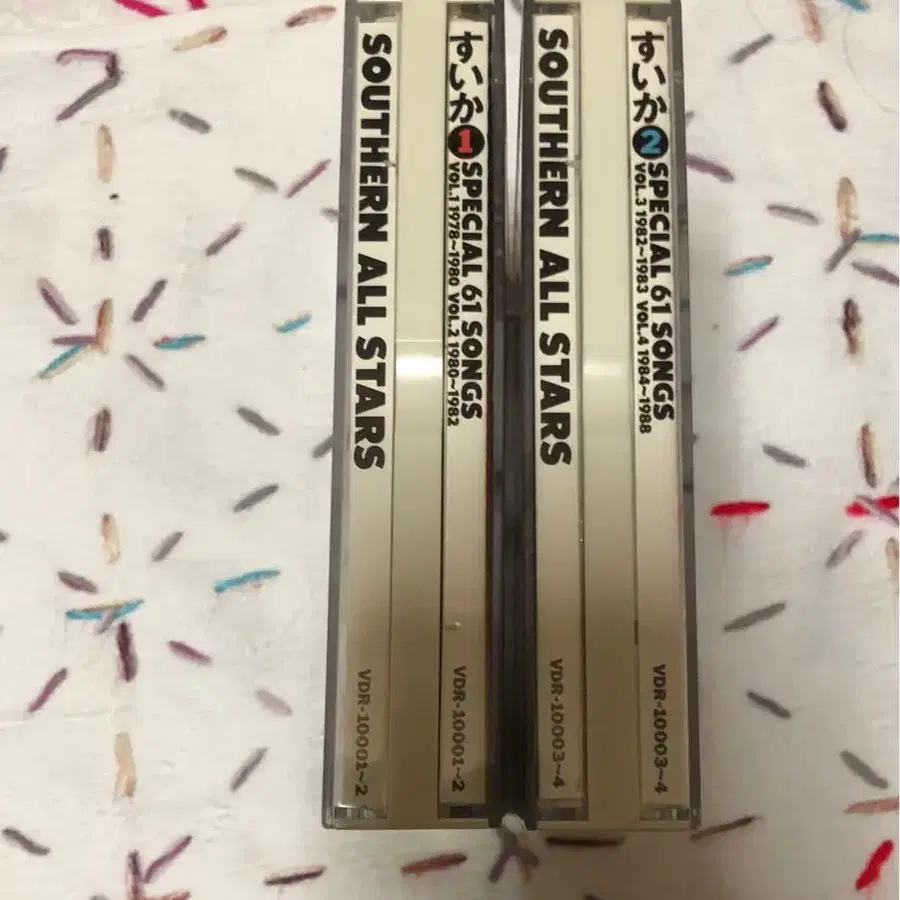 SOUTHERN ALL STARS
VDR-10001~2
すいか 1 SPECIAL 61 SONGS
VOL.1 1978~1980 VOL.2 1980~1982
VDR-10001~2
SOUTHERN ALL STARS
VDR-10003~4
すいか 2 SPECIAL 61 SONGS
VOL.3 1982~1983 VOL.4 1984~1988
VDR-10003~4